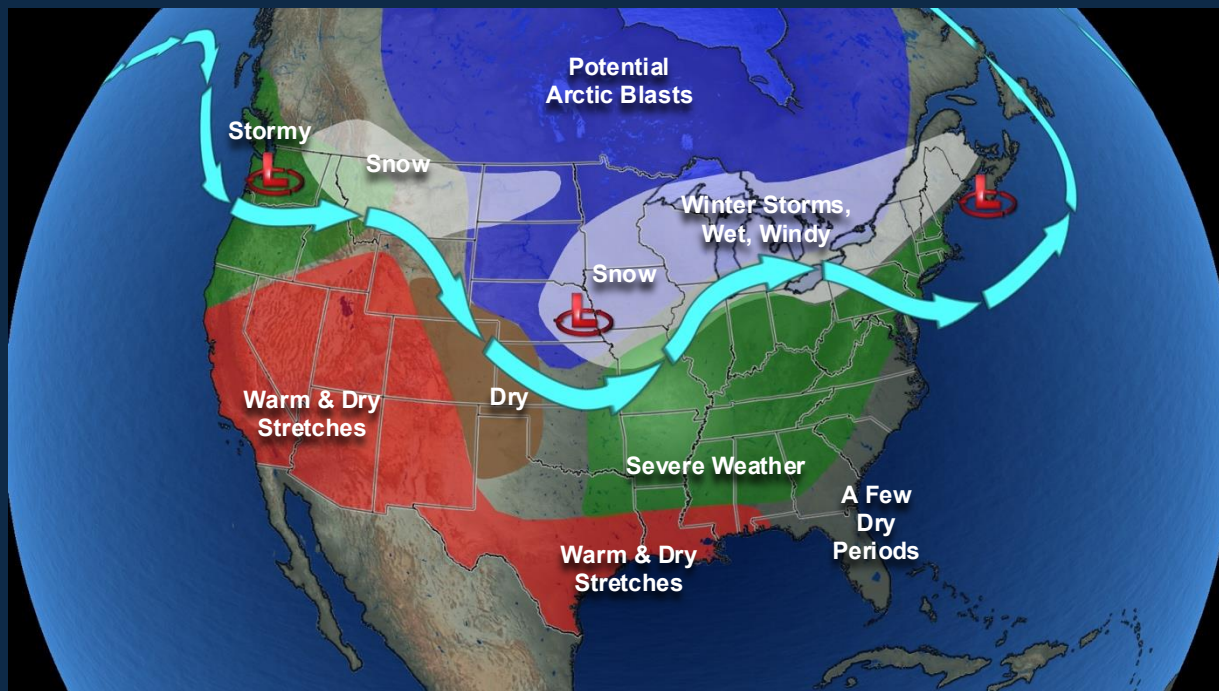 Potential
Arctic Blasts
Stormy
L
Snow
Winter Storms,
Wet, Windy
L
Snow
L
Warm & Dry
Stretches
Dry
Severe Weather
A Few
Dry
Periods
Warm & Dry
Stretches